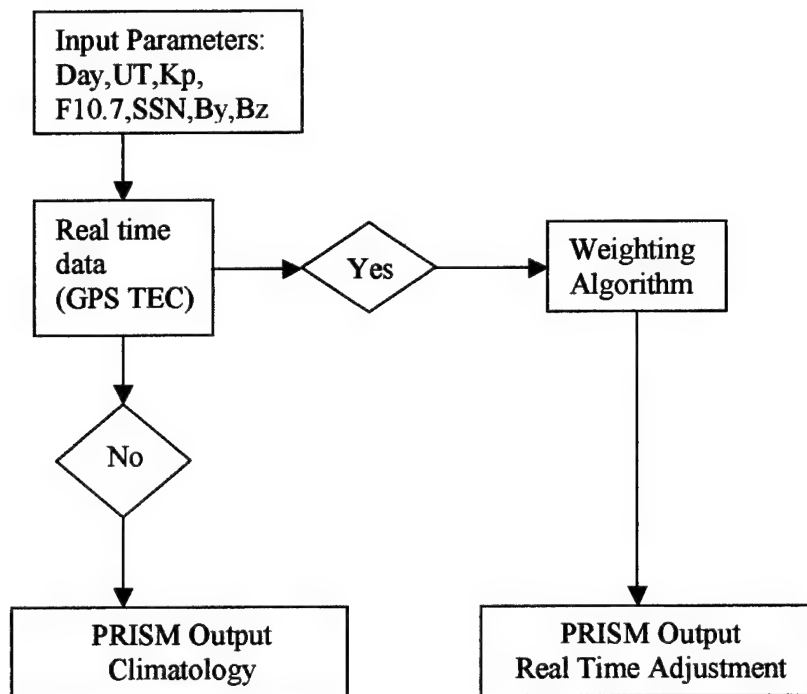 Input Parameters:
Day,UT,Kp,
F10.7,SSN,By,Bz
Real time
data
(GPS TEC)
Yes
Weighting
Algorithm
No
PRISM Output
Climatology
PRISM Output
Real Time Adjustment